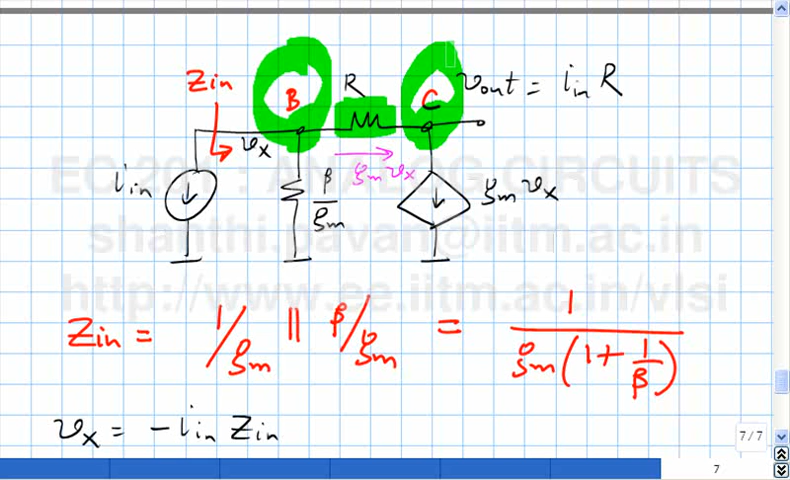 Zin
B
R
C
vout = iin R
vx
gm vx
iin
β/gm
gm vx
EC 201 : ANALOG CIRCUITS
shanthi.pavan@iitm.ac.in
http://www.ee.iitm.ac.in/vlsi
Zin = 1/gm || β/gm = 1/gm(1 + 1/β)
vx = -iin Zin
7/7
7